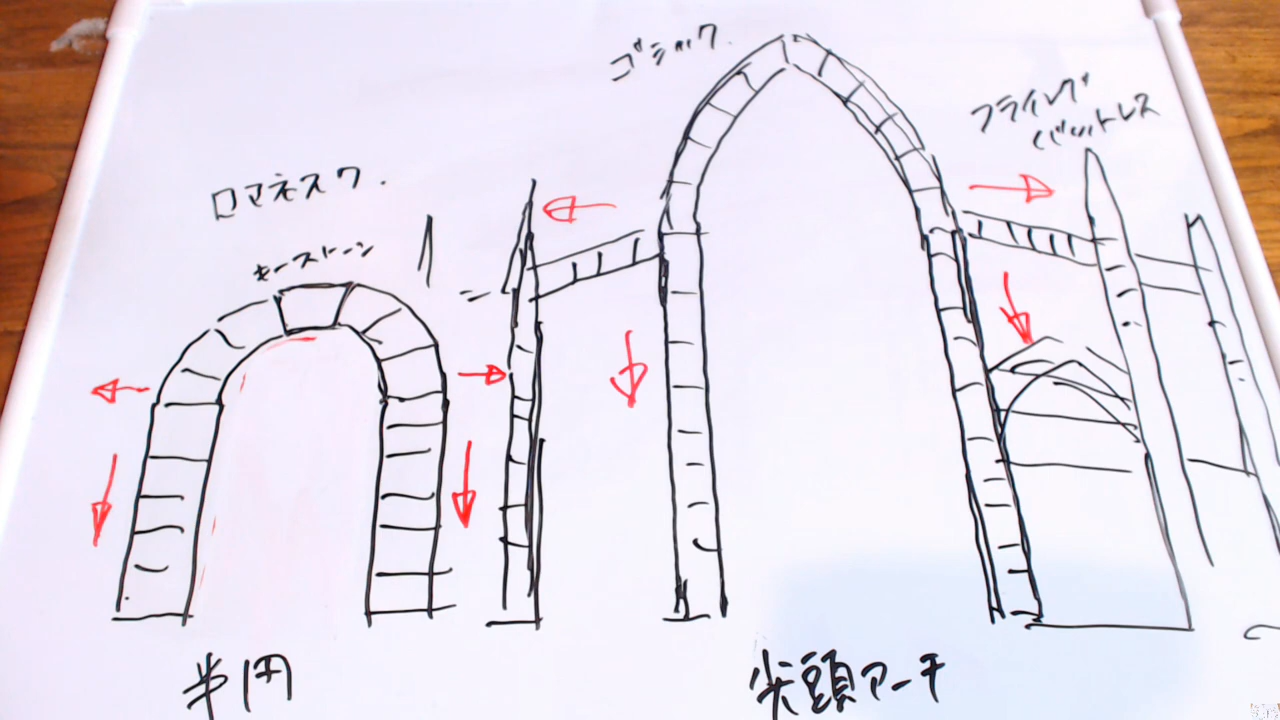 ゴシック.
フライング
バットレス
ロマネスク.
キーストーン
半円
尖頭アーチ